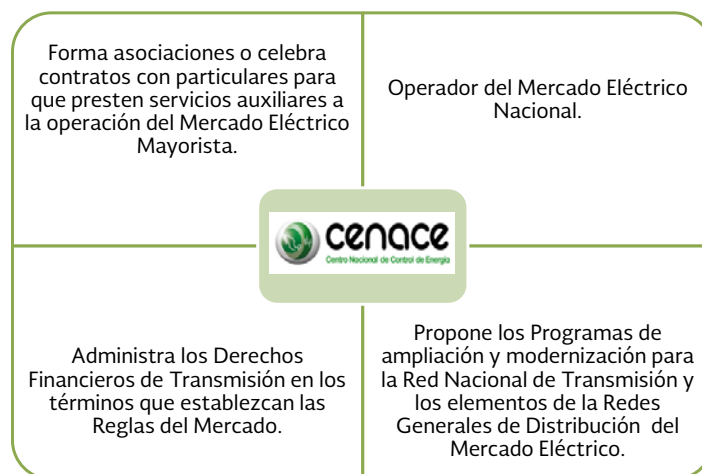 Forma asociaciones o celebra
contratos con particulares para
que presten servicios auxiliares a
la operación del Mercado Eléctrico
Mayorista.
Operador del Mercado Eléctrico
Nacional.
cenace
Centro Nacional de Control de Energía
Administra los Derechos
Financieros de Transmisión en los
términos que establezcan las
Reglas del Mercado.
Propone los Programas de
ampliación y modernización para
la Red Nacional de Transmisión y
los elementos de la Redes
Generales de Distribución del
Mercado Eléctrico.